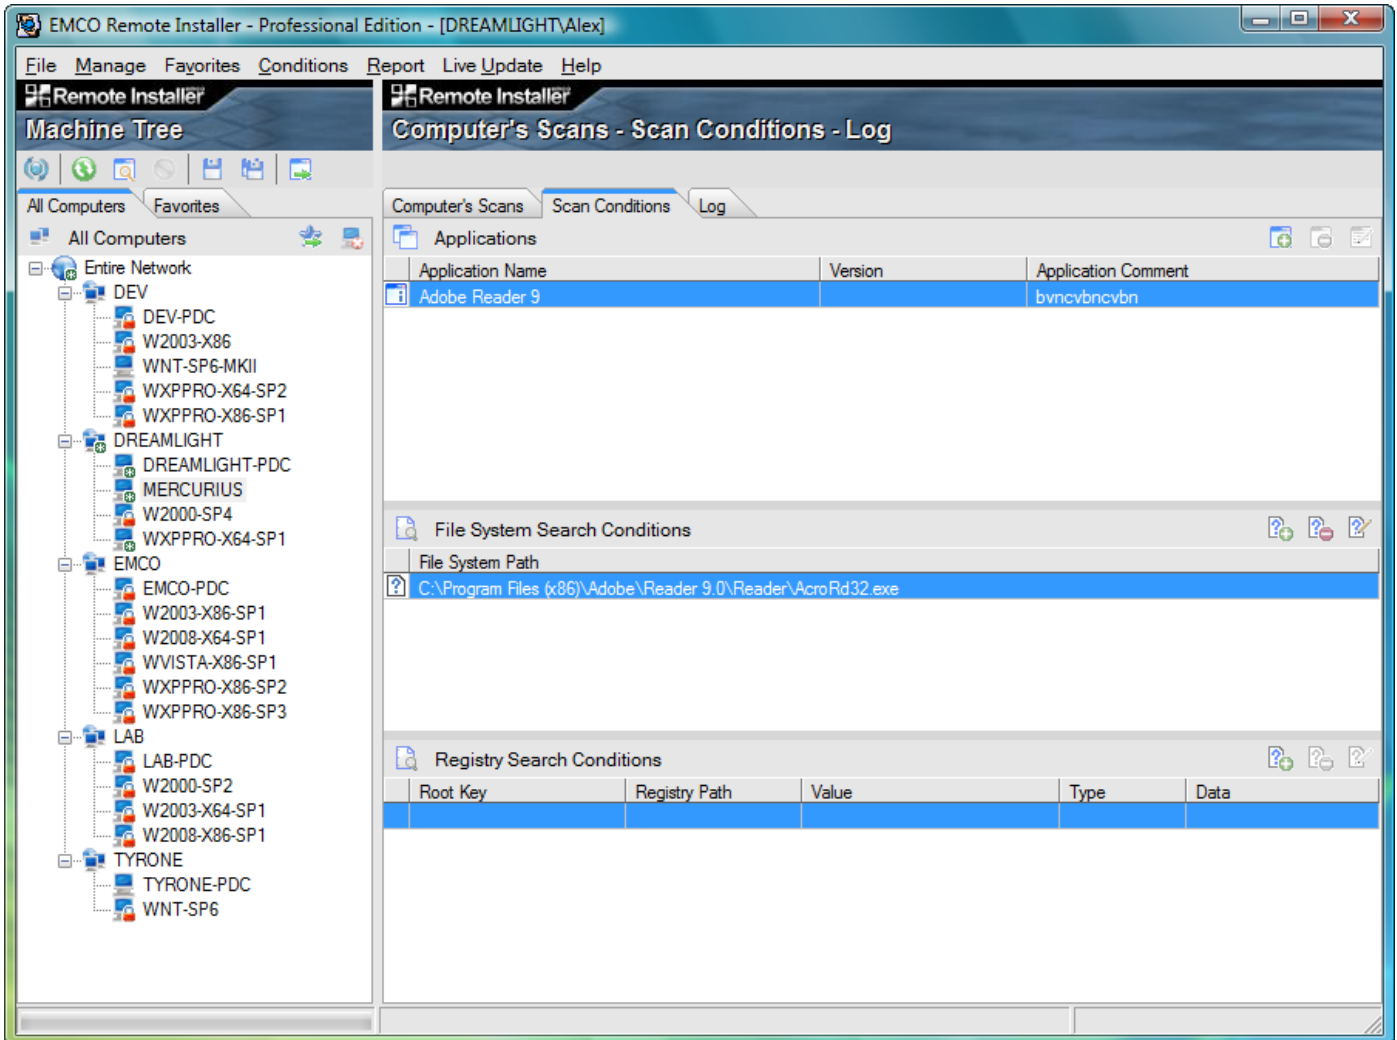 EMCO Remote Installer - Professional Edition - [DREAMLIGHT\Alex]
File Manage Favorites Conditions Report Live Update Help
Remote Installer
Machine Tree
Remote Installer
Computer's Scans - Scan Conditions - Log
All Computers Favorites
All Computers
Entire Network
DEV
DEV-PDC
W2003-X86
WNT-SP6-MKII
WXPPRO-X64-SP2
WXPPRO-X86-SP1
DREAMLIGHT
DREAMLIGHT-PDC
MERCURIUS
W2000-SP4
WXPPRO-X64-SP1
EMCO
EMCO-PDC
W2003-X86-SP1
W2008-X64-SP1
WVISTA-X86-SP1
WXPPRO-X86-SP2
WXPPRO-X86-SP3
LAB
LAB-PDC
W2000-SP2
W2003-X64-SP1
W2008-X86-SP1
TYRONE
TYRONE-PDC
WNT-SP6
Computer's Scans Scan Conditions Log
Applications
Application Name Version Application Comment
Adobe Reader 9 bvncvbncvbn
File System Search Conditions
File System Path
C:\Program Files (x86)\Adobe\Reader 9.0\Reader\AcroRd32.exe
Registry Search Conditions
Root Key Registry Path Value Type Data